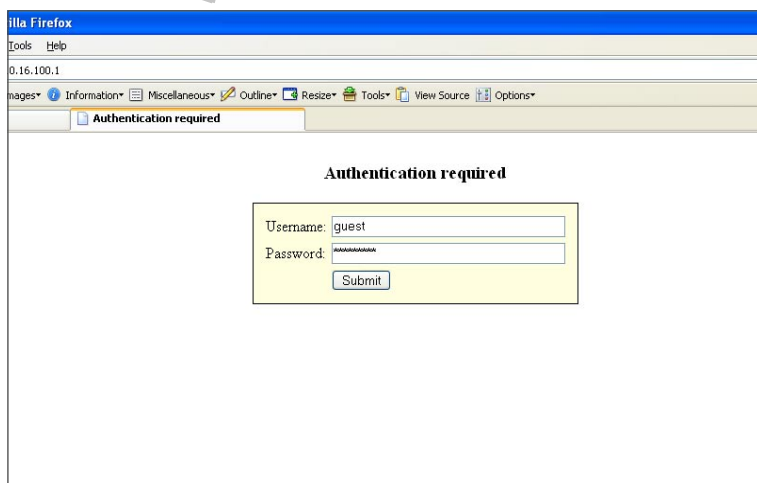 illa Firefox
Tools Help
0.16.100.1
mages Information Miscellaneous Outline Resize Tools View Source Options
Authentication required
Authentication required
Username: guest
Password: *********
Submit